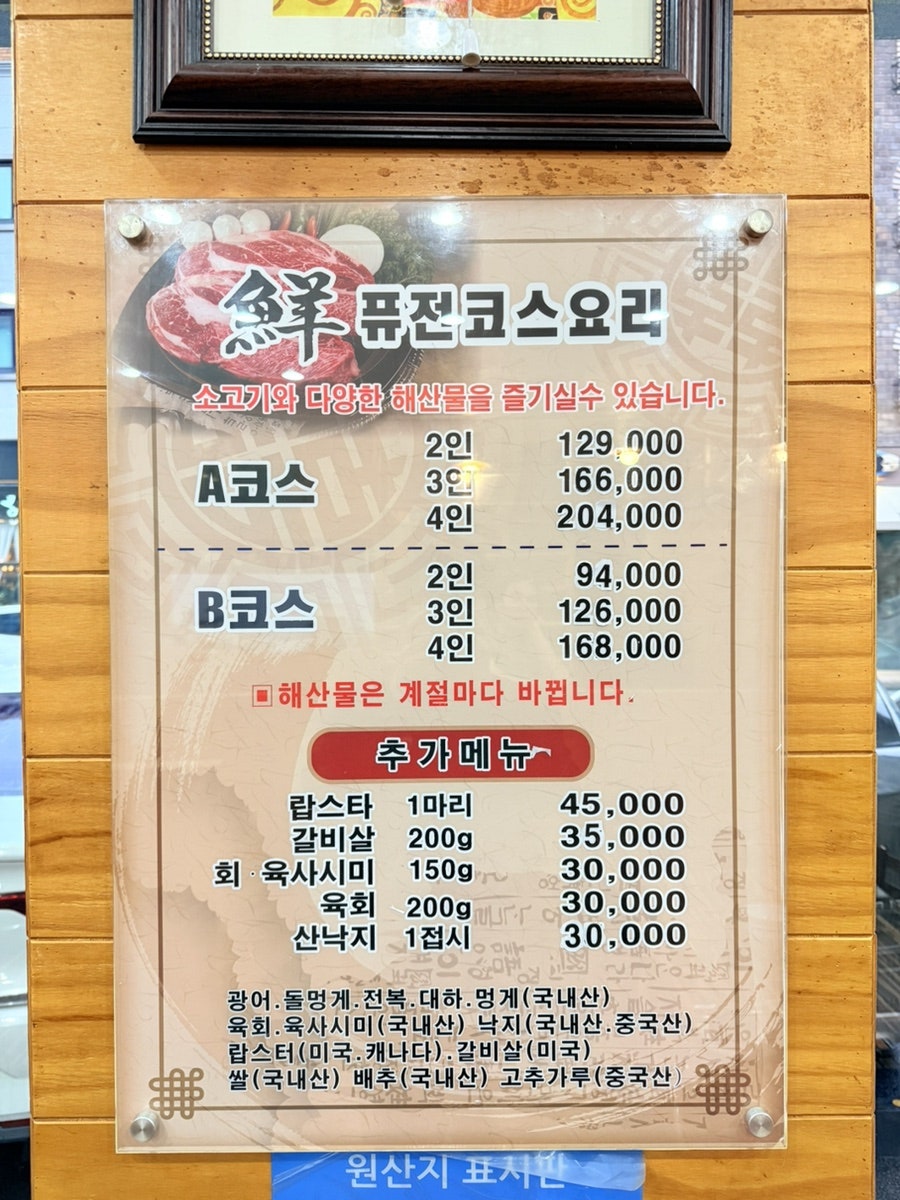 鮮 퓨전코스요리
소고기와 다양한 해산물을 즐기실수 있습니다.
A코스
2인 129,000
3인 166,000
4인 204,000
B코스
2인 94,000
3인 126,000
4인 168,000
▣해산물은 계절마다 바뀝니다.
추가메뉴
랍스타 1마리 45,000
갈비살 200g 35,000
회·육사시미 150g 30,000
육회 200g 30,000
산낙지 1접시 30,000
광어.돌멍게.전복.대하.멍게(국내산)
육회.육사시미(국내산) 낙지(국내산.중국산)
랍스터(미국.캐나다).갈비살(미국)
쌀(국내산) 배추(국내산) 고추가루(중국산)
원산지 표시판